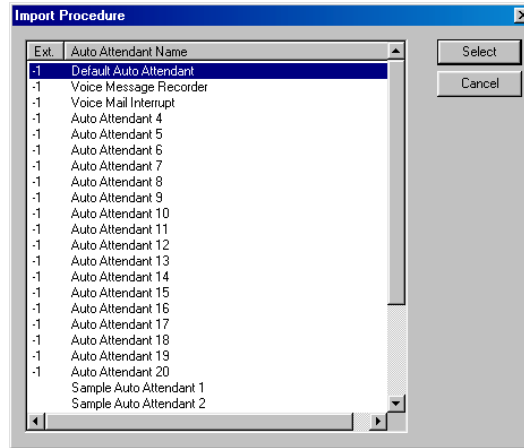 Import Procedure
Ext. Auto Attendant Name
-1 Default Auto Attendant
-1 Voice Message Recorder
-1 Voice Mail Interrupt
-1 Auto Attendant 4
-1 Auto Attendant 5
-1 Auto Attendant 6
-1 Auto Attendant 7
-1 Auto Attendant 8
-1 Auto Attendant 9
-1 Auto Attendant 10
-1 Auto Attendant 11
-1 Auto Attendant 12
-1 Auto Attendant 13
-1 Auto Attendant 14
-1 Auto Attendant 15
-1 Auto Attendant 16
-1 Auto Attendant 17
-1 Auto Attendant 18
-1 Auto Attendant 19
-1 Auto Attendant 20
Sample Auto Attendant 1
Sample Auto Attendant 2
Select
Cancel